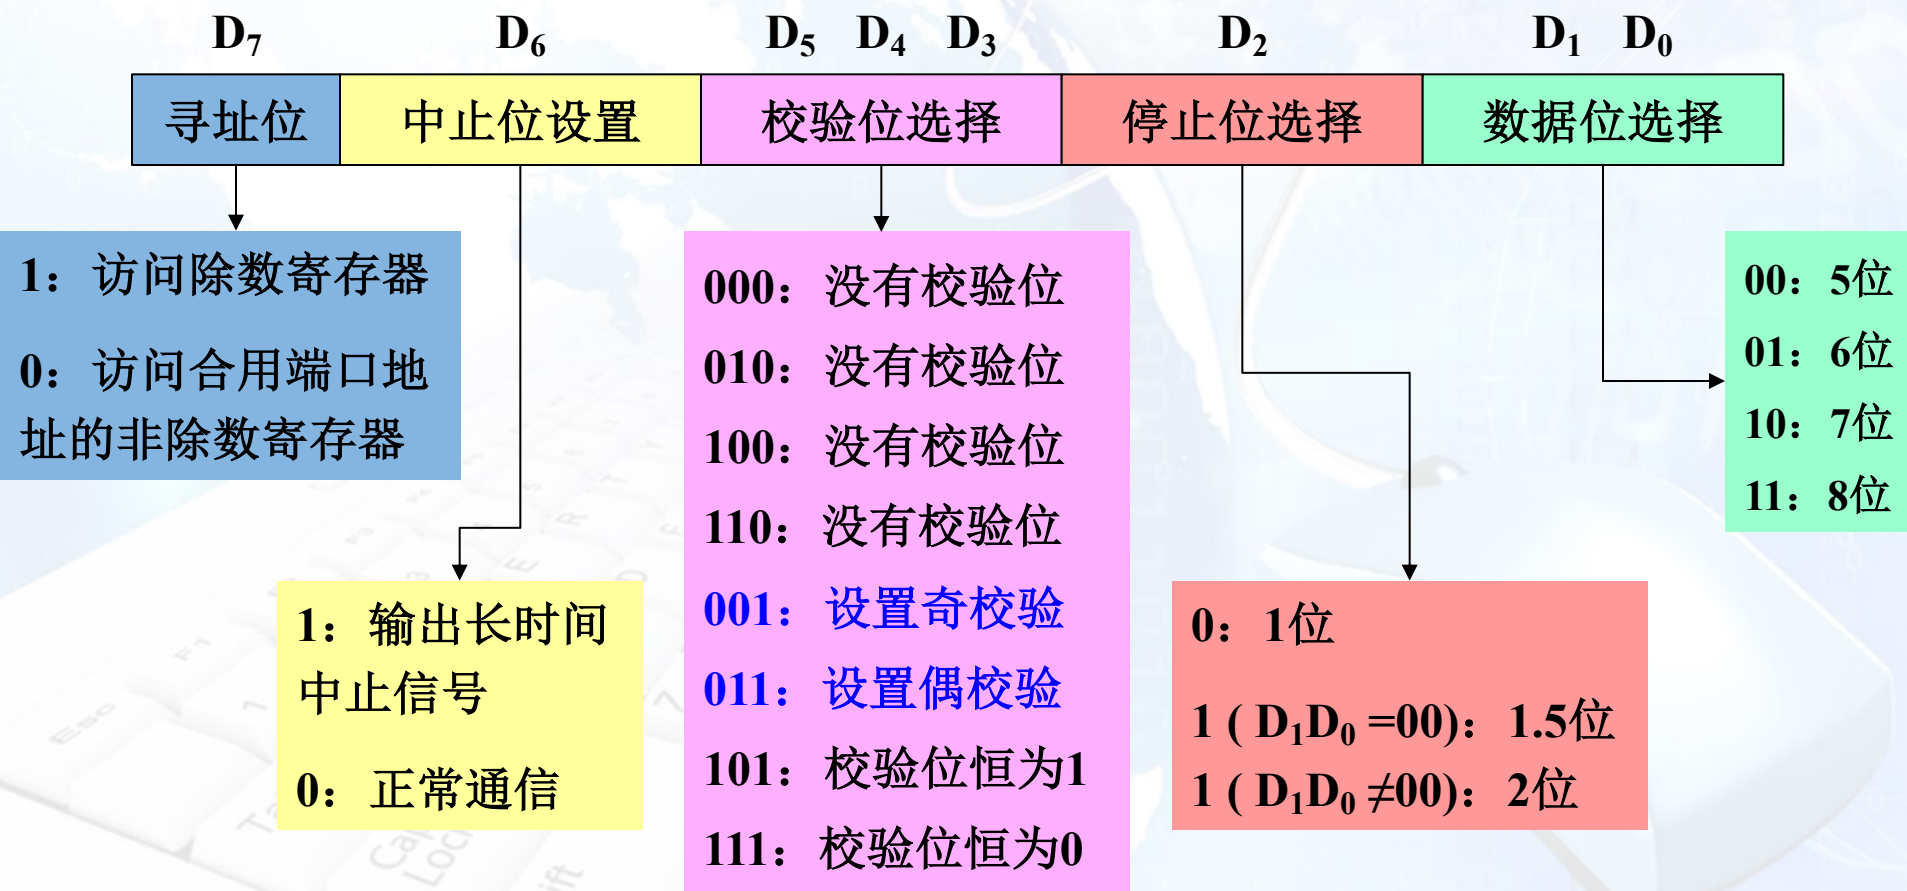 D₇ D₆ D₅ D₄ D₃ D₂ D₁ D₀
寻址位 中止位设置 校验位选择 停止位选择 数据位选择
1：访问除数寄存器
0：访问合用端口地
址的非除数寄存器
1：输出长时间
中止信号
0：正常通信
000：没有校验位
010：没有校验位
100：没有校验位
110：没有校验位
001：设置奇校验
011：设置偶校验
101：校验位恒为1
111：校验位恒为0
0：1位
1 ( D₁D₀ =00)：1.5位
1 ( D₁D₀ ≠00)：2位
00：5位
01：6位
10：7位
11：8位